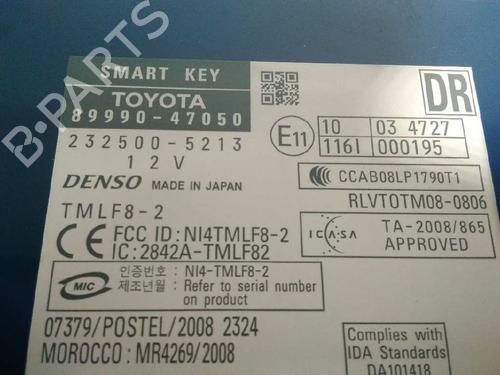 SMART KEY
TOYOTA
89990-47050
232500-5213
12V
DENSO MADE IN JAPAN
TMLF8-2
CE FCC ID: NI4TMLF8-2
IC: 2842A-TMLF82
MIC 인증번호 : NI4-TMLF8-2
제조년월 : Refer to serial number
on product
07379/POSTEL/2008 2324
MOROCCO: MR4269/2008
DR
E11 10 03 4727
116I 000195
CCC CCAB08LP1790T1
RLVTOTM08-0806
ICASA TA-2008/865
APPROVED
Complies with
IDA Standards
DA101418
B-PARTS